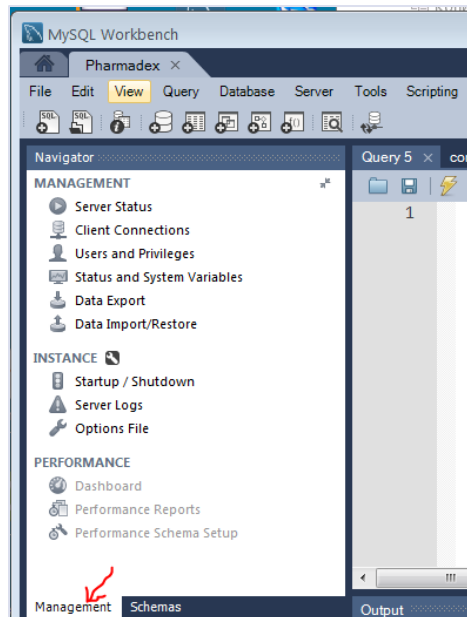 MySQL Workbench
Pharmadex ×
File Edit View Query Database Server Tools Scripting
Navigator
Query 5 ×
MANAGEMENT
1
Server Status
Client Connections
Users and Privileges
Status and System Variables
Data Export
Data Import/Restore
INSTANCE
Startup / Shutdown
Server Logs
Options File
PERFORMANCE
Dashboard
Performance Reports
Performance Schema Setup
Management Schemas
Output